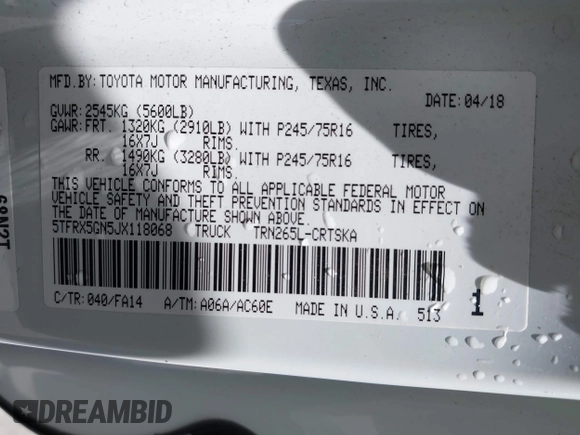 MFD.BY: TOYOTA MOTOR MANUFACTURING, TEXAS, INC.
DATE: 04/18
GVWR: 2545KG (5600LB)
GAWR: FRT. 1320KG (2910LB) WITH P245/75R16 TIRES,
16X7J RIMS.
RR. 1490KG (3280LB) WITH P245/75R16 TIRES,
16X7J RIMS.
THIS VEHICLE CONFORMS TO ALL APPLICABLE FEDERAL MOTOR
VEHICLE SAFETY AND THEFT PREVENTION STANDARDS IN EFFECT ON
THE DATE OF MANUFACTURE SHOWN ABOVE.
5TFRX5GN5JX118068 TRUCK TRN265L-CRTSKA
C/TR: 040/FA14 A/TM: A06A/AC60E MADE IN U.S.A. 513
1
DREAMBID